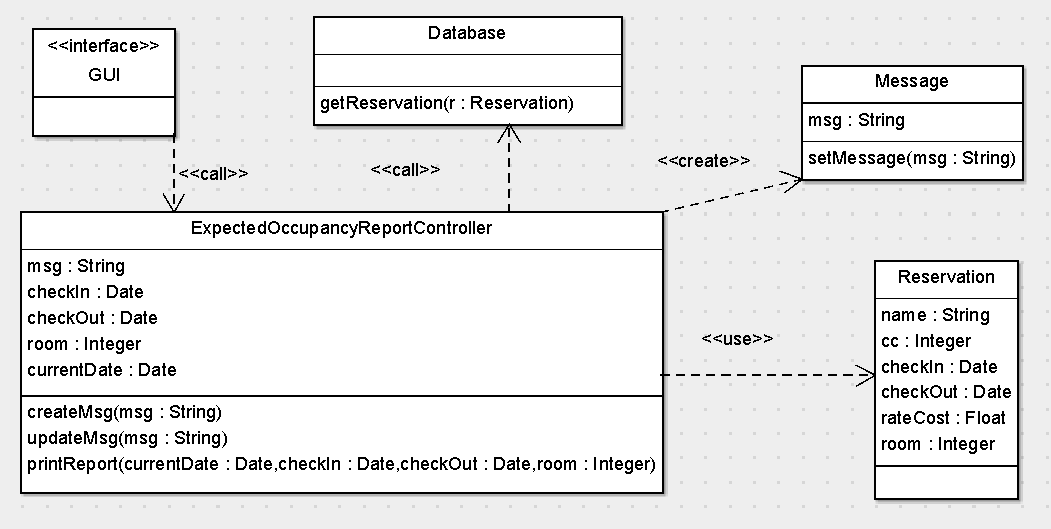 <<interface>>
GUI
Database
getReservation(r : Reservation)
Message
msg : String
setMessage(msg : String)
<<call>>
<<call>>
<<create>>
ExpectedOccupancyReportController
msg : String
checkIn : Date
checkOut : Date
room : Integer
currentDate : Date
createMsg(msg : String)
updateMsg(msg : String)
printReport(currentDate : Date,checkIn : Date,checkOut : Date,room : Integer)
<<use>>
Reservation
name : String
cc : Integer
checkIn : Date
checkOut : Date
rateCost : Float
room : Integer